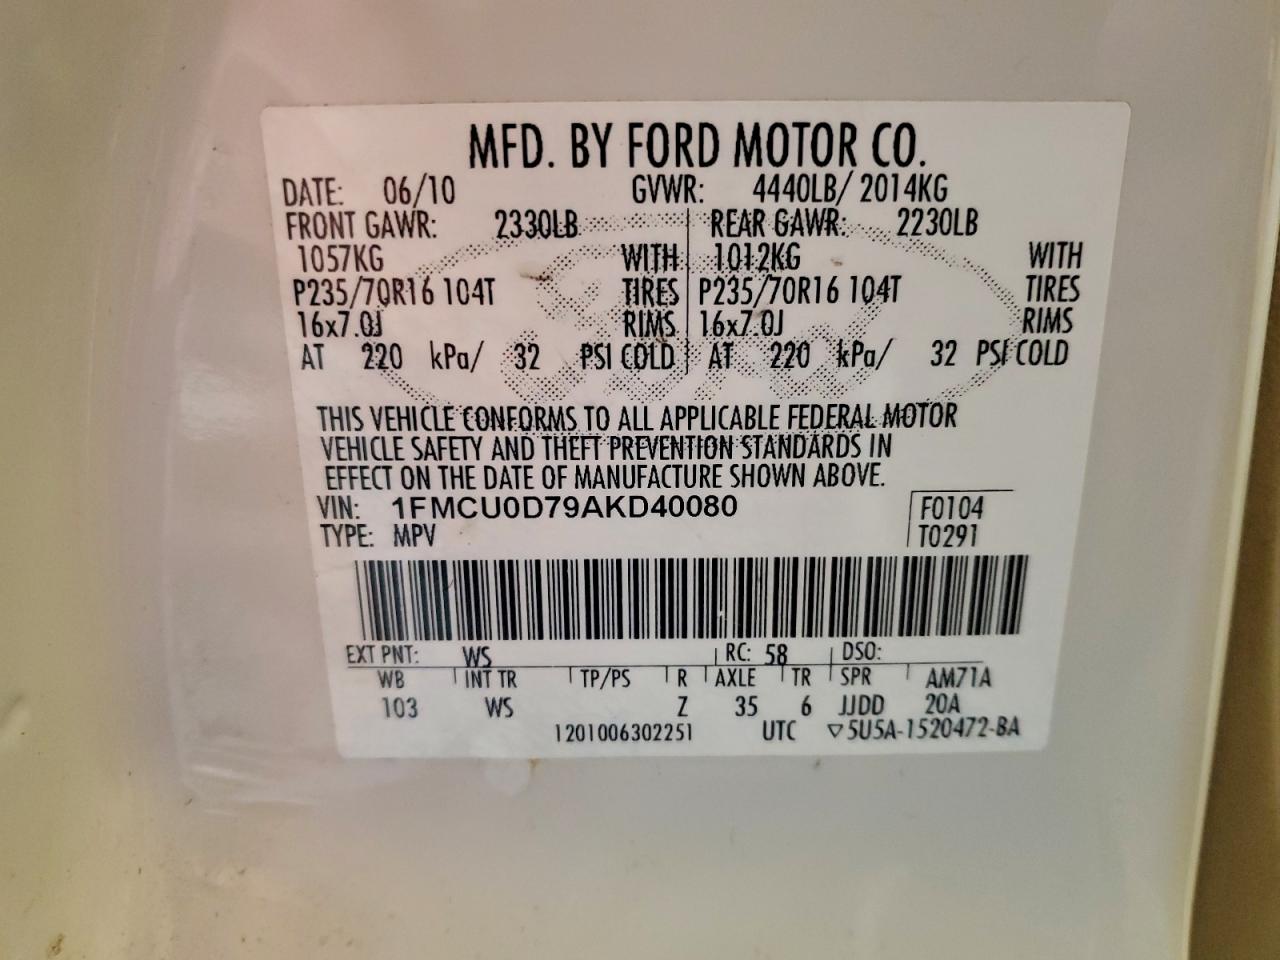 MFD. BY FORD MOTOR CO.
DATE: 06/10 GVWR: 4440LB/ 2014KG
FRONT GAWR: 2330LB REAR GAWR: 2230LB
1057KG WITH 1012KG WITH
P235/70R16 104T TIRES P235/70R16 104T TIRES
16x7.0J RIMS 16x7.0J RIMS
AT 220 kPa/ 32 PSI COLD AT 220 kPa/ 32 PSI COLD
THIS VEHICLE CONFORMS TO ALL APPLICABLE FEDERAL MOTOR
VEHICLE SAFETY AND THEFT PREVENTION STANDARDS IN
EFFECT ON THE DATE OF MANUFACTURE SHOWN ABOVE.
VIN: 1FMCU0D79AKD40080 F0104
TYPE: MPV T0291
EXT PNT: WS RC: 58 DSO:
WB INT TR TP/PS R AXLE TR SPR AM71A
103 WS Z 35 6 JJDD 20A
1201006302251 UTC ▽5U5A-1520472-BA